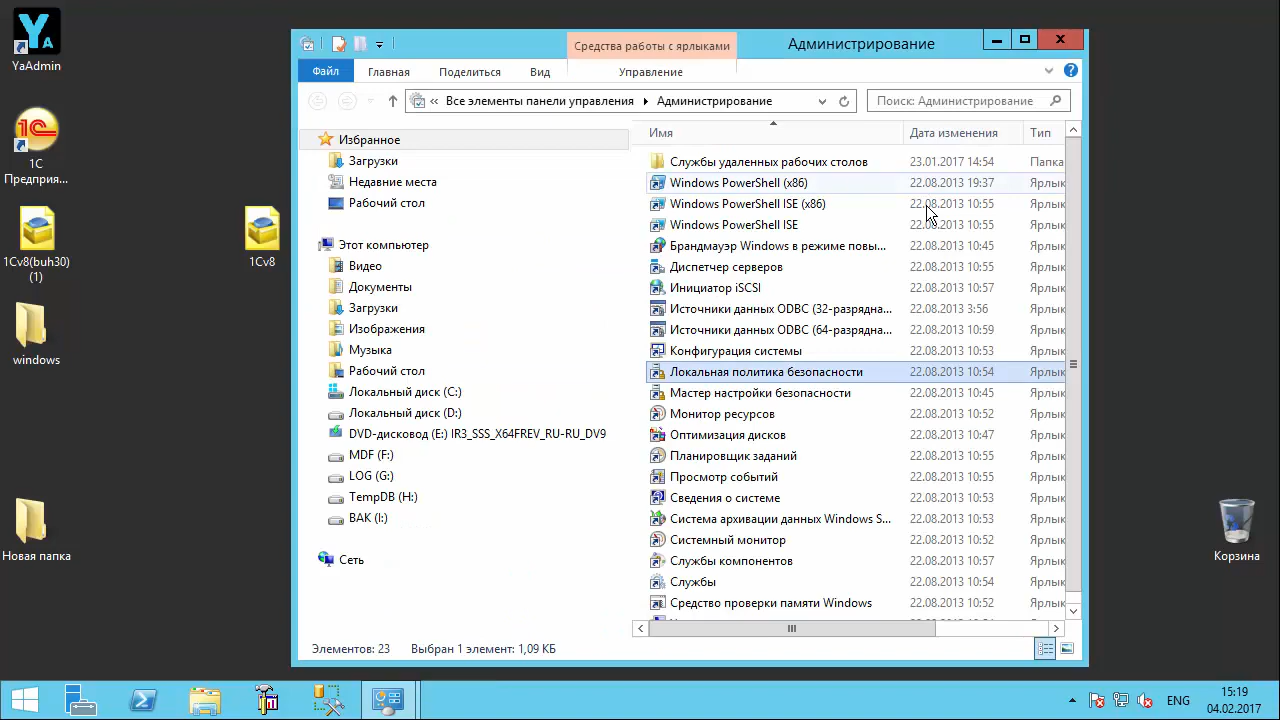 YaAdmin
1C
Предприя...
1Cv8(buh30)
(1)
1Cv8
windows
Новая папка
Корзина
Средства работы с ярлыками
Администрирование
Файл
Главная
Поделиться
Вид
Управление
« Все элементы панели управления
Администрирование
Поиск: Администрирование
Избранное
Загрузки
Недавние места
Рабочий стол
Этот компьютер
Видео
Документы
Загрузки
Изображения
Музыка
Рабочий стол
Локальный диск (C:)
Локальный диск (D:)
DVD-дисковод (E:) IR3_SSS_X64FREV_RU-RU_DV9
MDF (F:)
LOG (G:)
TempDB (H:)
BAK (I:)
Сеть
Имя Дата изменения Тип
Службы удаленных рабочих столов 23.01.2017 14:54 Папка
Windows PowerShell (x86) 22.08.2013 19:37 Ярлык
Windows PowerShell ISE (x86) 22.08.2013 10:55 Ярлык
Windows PowerShell ISE 22.08.2013 10:55 Ярлык
Брандмауэр Windows в режиме повы... 22.08.2013 10:45 Ярлык
Диспетчер серверов 22.08.2013 10:55 Ярлык
Инициатор iSCSI 22.08.2013 10:57 Ярлык
Источники данных ODBC (32-разрядна... 22.08.2013 3:56 Ярлык
Источники данных ODBC (64-разрядна... 22.08.2013 10:59 Ярлык
Конфигурация системы 22.08.2013 10:53 Ярлык
Локальная политика безопасности 22.08.2013 10:54 Ярлык
Мастер настройки безопасности 22.08.2013 10:45 Ярлык
Монитор ресурсов 22.08.2013 10:52 Ярлык
Оптимизация дисков 22.08.2013 10:47 Ярлык
Планировщик заданий 22.08.2013 10:55 Ярлык
Просмотр событий 22.08.2013 10:55 Ярлык
Сведения о системе 22.08.2013 10:53 Ярлык
Система архивации данных Windows S... 22.08.2013 10:53 Ярлык
Системный монитор 22.08.2013 10:52 Ярлык
Службы компонентов 22.08.2013 10:57 Ярлык
Службы 22.08.2013 10:54 Ярлык
Средство проверки памяти Windows 22.08.2013 10:52 Ярлык
Элементов: 23 Выбран 1 элемент: 1,09 КБ
ENG
15:19
04.02.2017